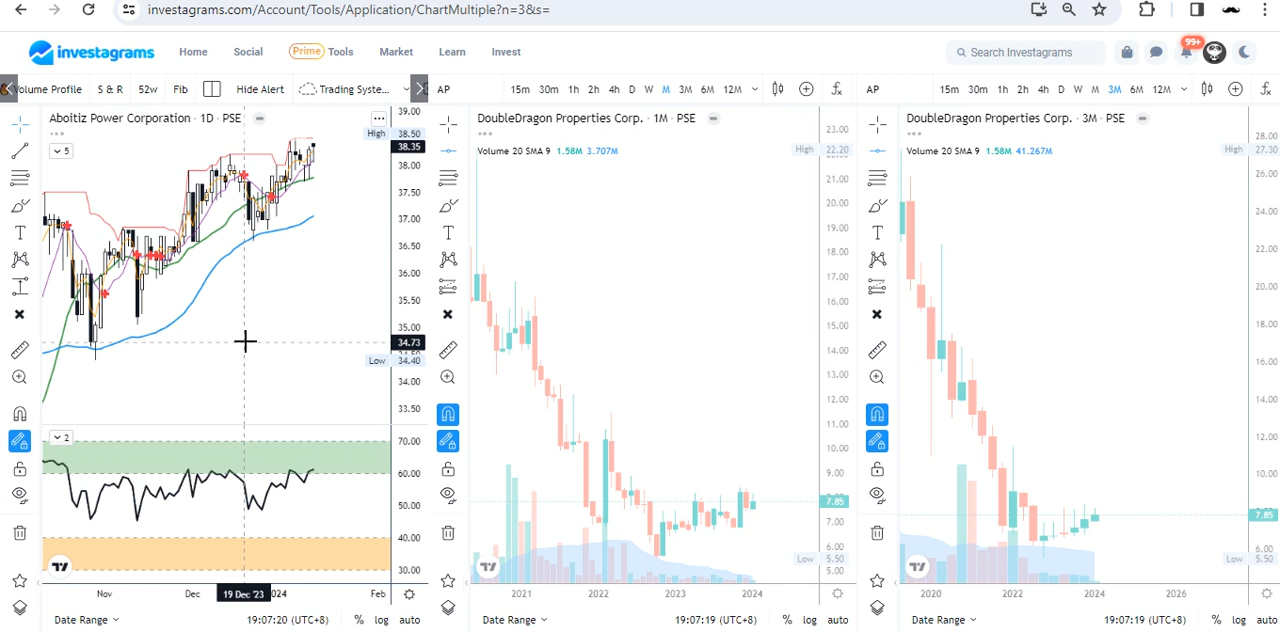 investagrams.com/Account/Tools/Application/ChartMultiple?n=3&s=
investagrams Home Social Prime Tools Market Learn Invest Search Investagrams 99+
Volume Profile S & R 52w Fib Hide Alert Trading Syste...
AP 15m 30m 1h 2h 4h D W M 3M 6M 12M
AP 15m 30m 1h 2h 4h D W M 3M 6M 12M
Aboitiz Power Corporation · 1D · PSE
5
39.00
High 38.50
38.35
38.00
37.50
37.00
36.50
36.00
35.50
35.00
34.73
Low 34.40
34.00
33.50
2
70.00
60.00
50.00
40.00
30.00
Nov Dec 19 Dec '23 024 Feb
Date Range 19:07:20 (UTC+8) % log auto
DoubleDragon Properties Corp. · 1M · PSE
Volume 20 SMA 9 1.58M 3.707M
23.00
High 22.20
21.00
20.00
19.00
18.00
17.00
16.00
15.00
14.00
13.00
12.00
11.00
10.00
9.00
7.85
7.00
6.00
Low 5.50
5.00
2021 2022 2023 2024
Date Range 19:07:19 (UTC+8) % log auto
DoubleDragon Properties Corp. · 3M · PSE
Volume 20 SMA 9 1.58M 41.267M
28.00
High 27.30
26.00
24.00
22.00
20.00
18.00
16.00
14.00
12.00
10.00
7.85
6.00
Low 5.50
2020 2022 2024 2026
Date Range 19:07:19 (UTC+8) % log auto